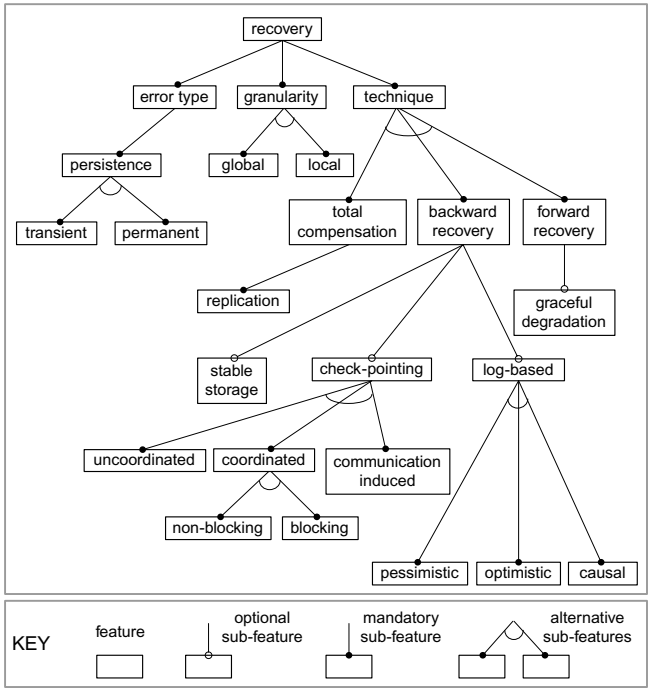 recovery
error type
granularity
technique
persistence
global
local
transient
permanent
total
compensation
backward
recovery
forward
recovery
replication
graceful
degradation
stable
storage
check-pointing
log-based
uncoordinated
coordinated
communication
induced
non-blocking
blocking
pessimistic
optimistic
causal
KEY
feature
optional
sub-feature
mandatory
sub-feature
alternative
sub-features